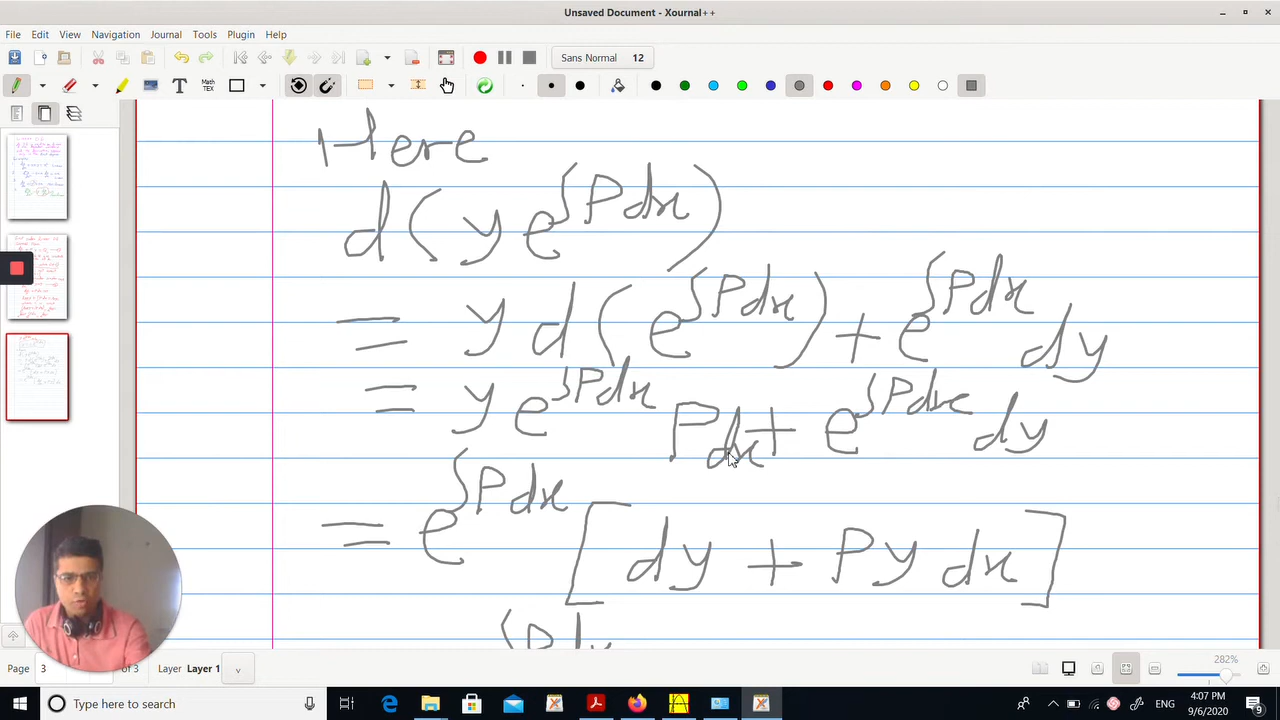 Unsaved Document - Xournal++
File Edit View Navigation Journal Tools Plugin Help
Sans Normal 12
Here
d(y e^∫Pdx)
= y d(e^∫Pdx) + e^∫Pdx dy
= y e^∫Pdx Pdx + e^∫Pdx dy
= e^∫Pdx [dy + Py dx]
Page 3 of 3 Layer Layer 1 282%
Type here to search
ENG
4:07 PM
9/6/2020